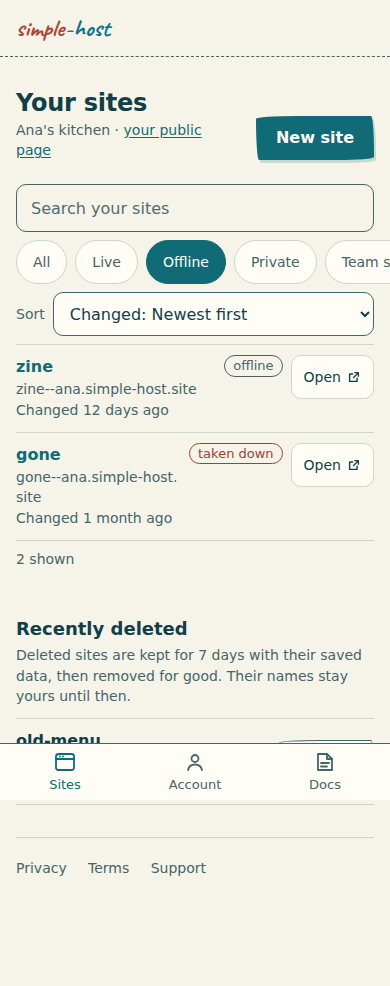 simple-host
Your sites
Ana's kitchen · your public
page
New site
Search your sites
All
Live
Offline
Private
Team s
Sort
Changed: Newest first
zine
offline
Open
zine--ana.simple-host.site
Changed 12 days ago
gone
taken down
Open
gone--ana.simple-host.
site
Changed 1 month ago
2 shown
Recently deleted
Deleted sites are kept for 7 days with their saved
data, then removed for good. Their names stay
yours until then.
old-menu
Sites
Account
Docs
Privacy
Terms
Support